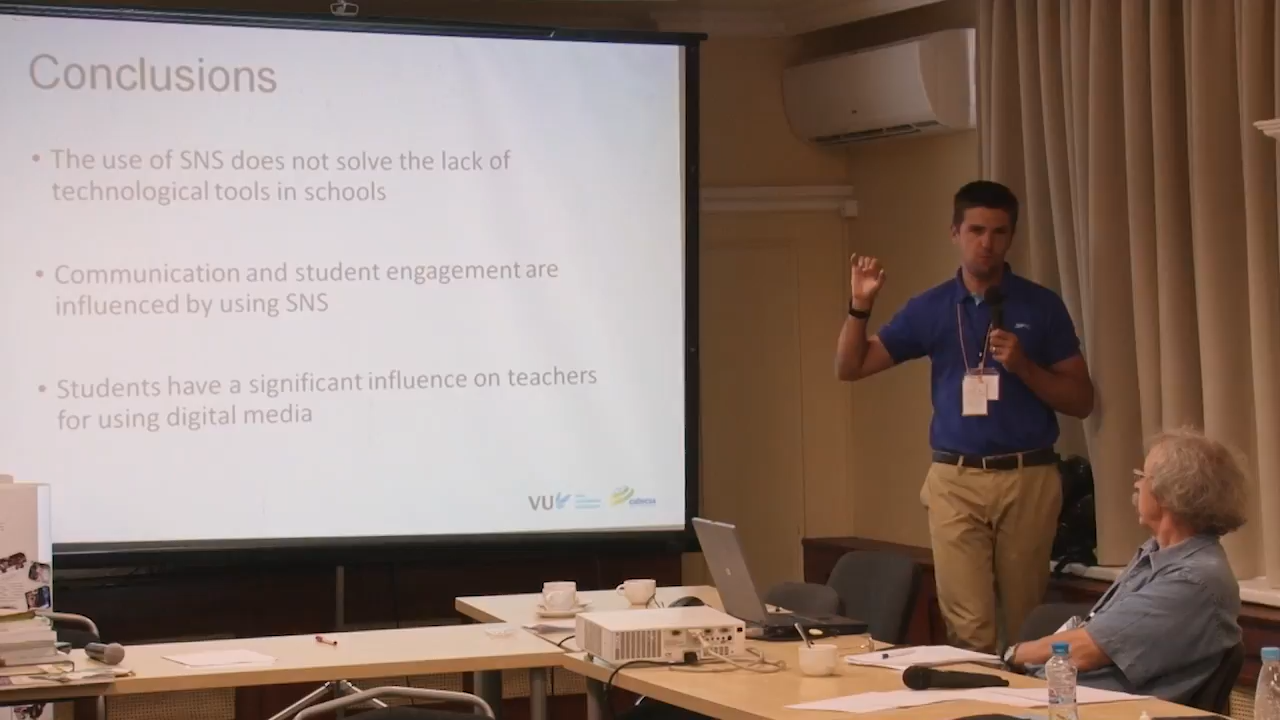 Conclusions
• The use of SNS does not solve the lack of
technological tools in schools
• Communication and student engagement are
influenced by using SNS
• Students have a significant influence on teachers
for using digital media
VU